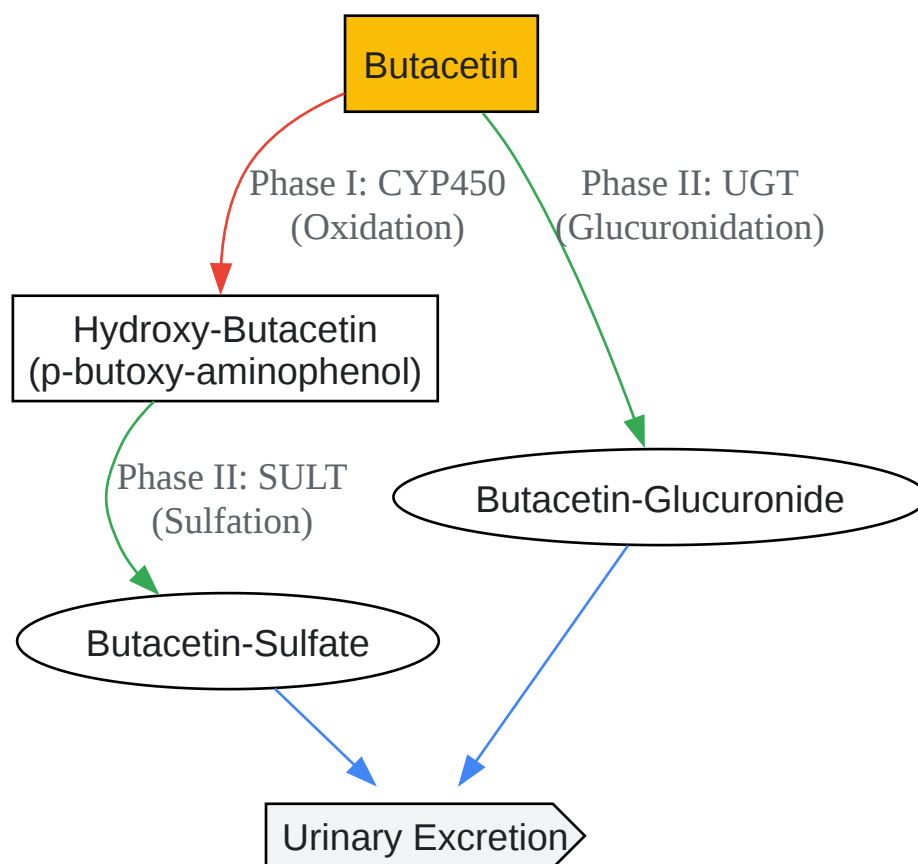 Butacetin
Phase I: CYP450
(Oxidation)
Phase II: UGT
(Glucuronidation)
Hydroxy-Butacetin
(p-butoxy-aminophenol)
Phase II: SULT
(Sulfation)
Butacetin-Glucuronide
Butacetin-Sulfate
Urinary Excretion